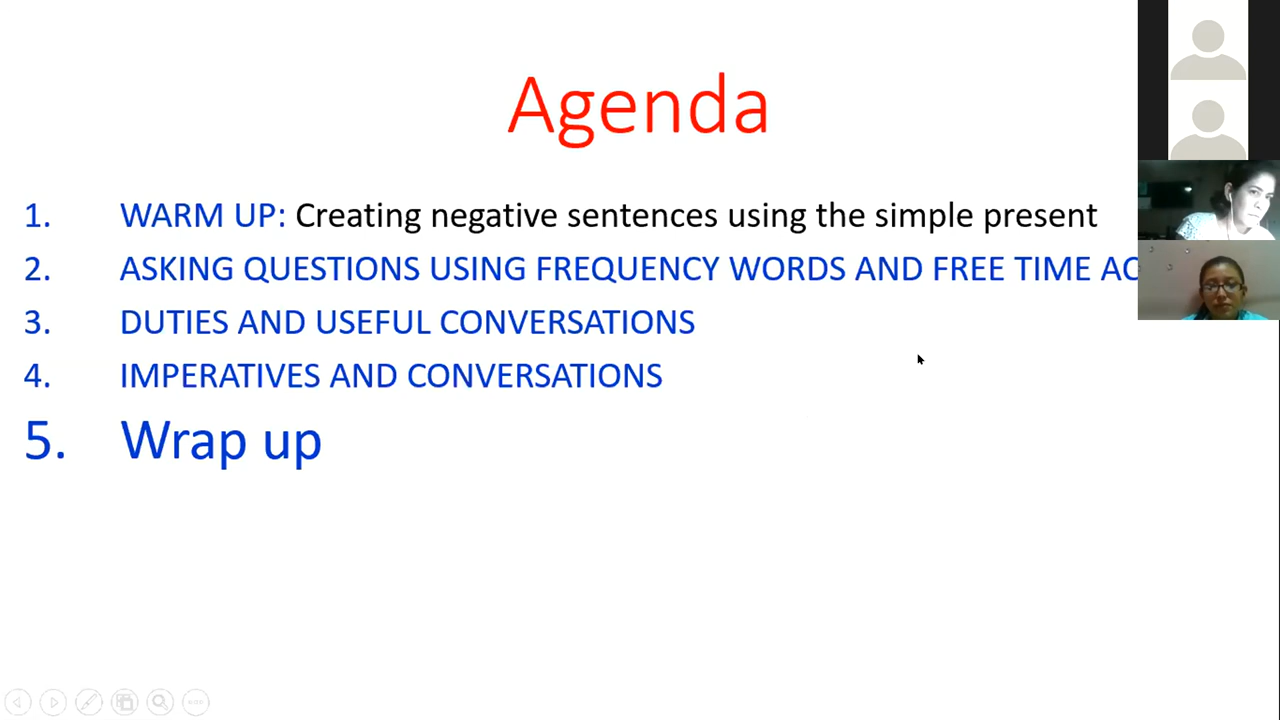 Agenda
1. WARM UP: Creating negative sentences using the simple present
2. ASKING QUESTIONS USING FREQUENCY WORDS AND FREE TIME
3. DUTIES AND USEFUL CONVERSATIONS
4. IMPERATIVES AND CONVERSATIONS
5. Wrap up